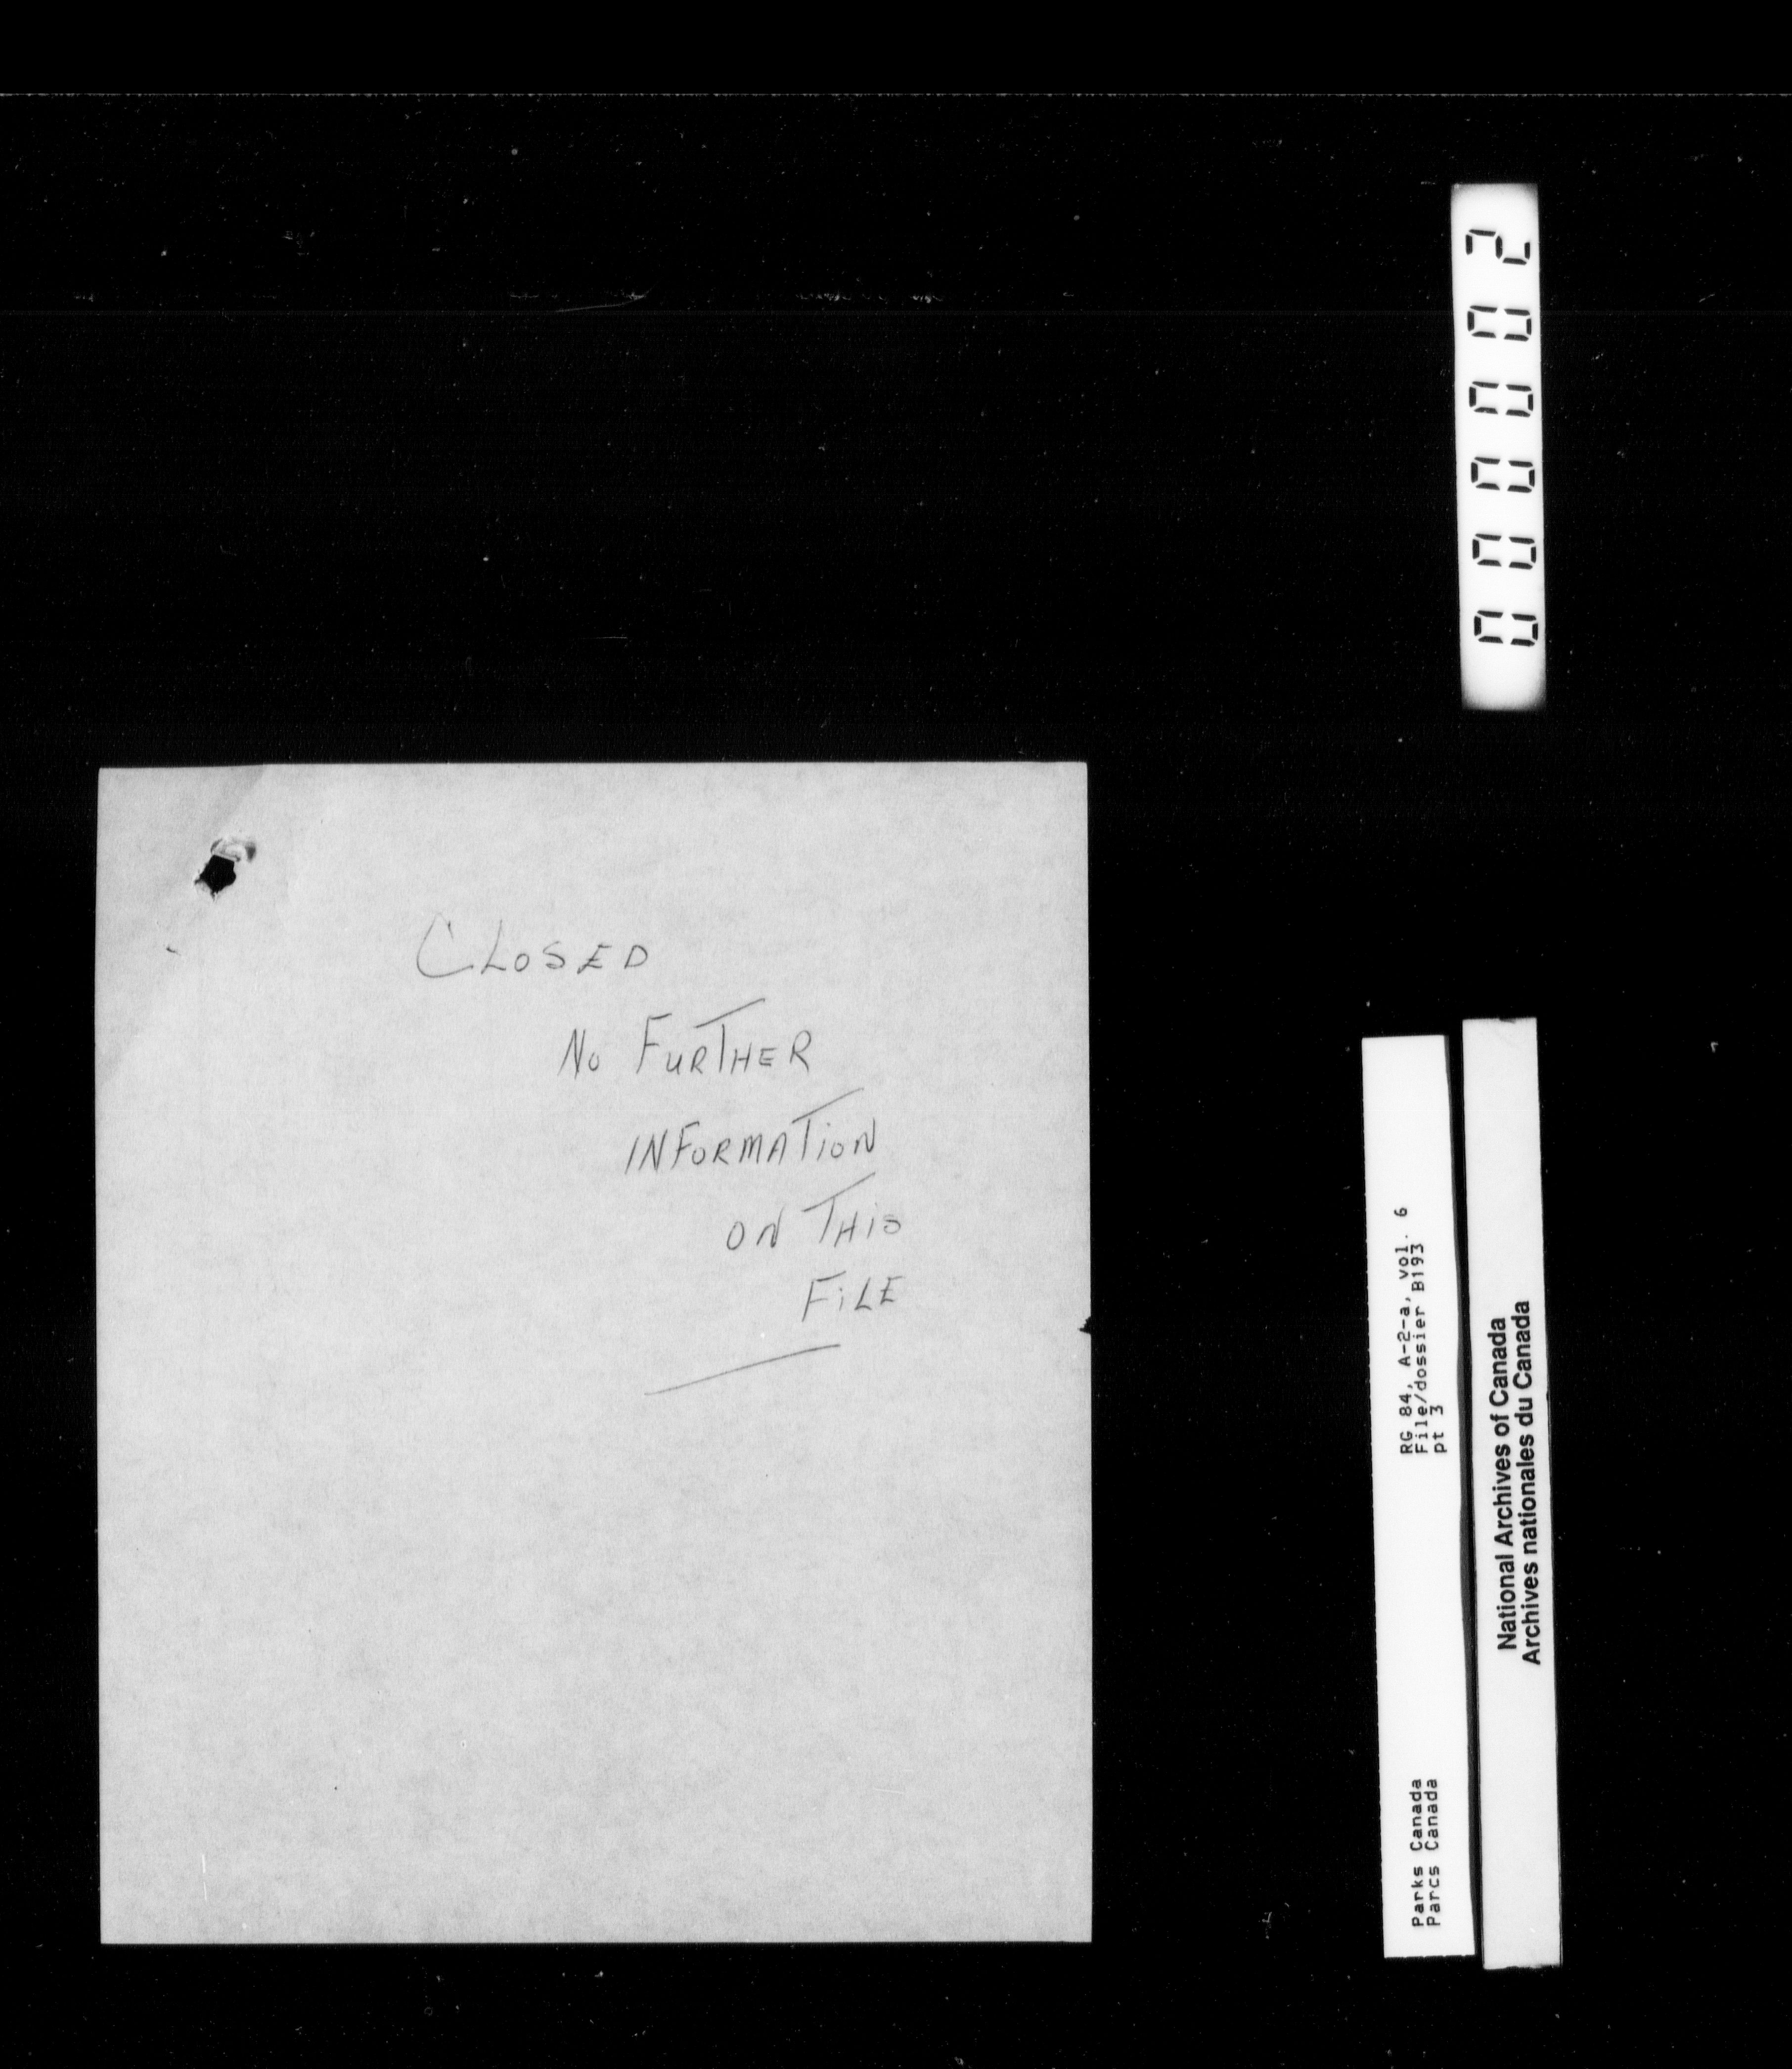 CLOSED
No FURTHER
INFORMATION
ON THIS
FILE
000002
RG 84, A-2-a, vol. 6
File/dossier B193
pt 3
Parks Canada
Parcs Canada
National Archives of Canada
Archives nationales du Canada